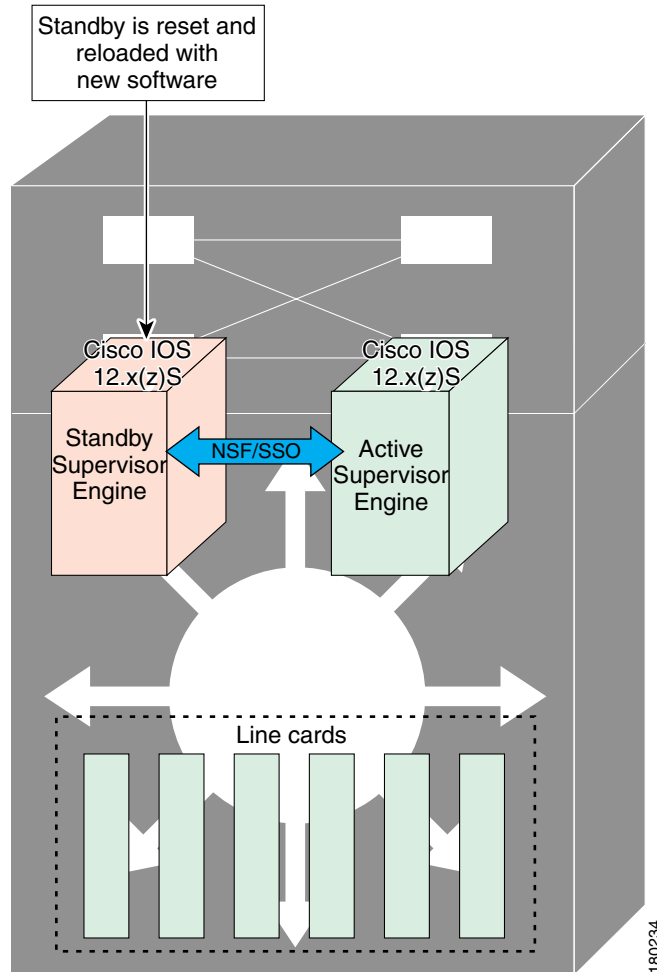 Standby is reset and
reloaded with
new software
Cisco IOS
12.x(z)S
Cisco IOS
12.x(z)S
Standby
Supervisor
Engine
NSF/SSO
Active
Supervisor
Engine
Line cards
180234